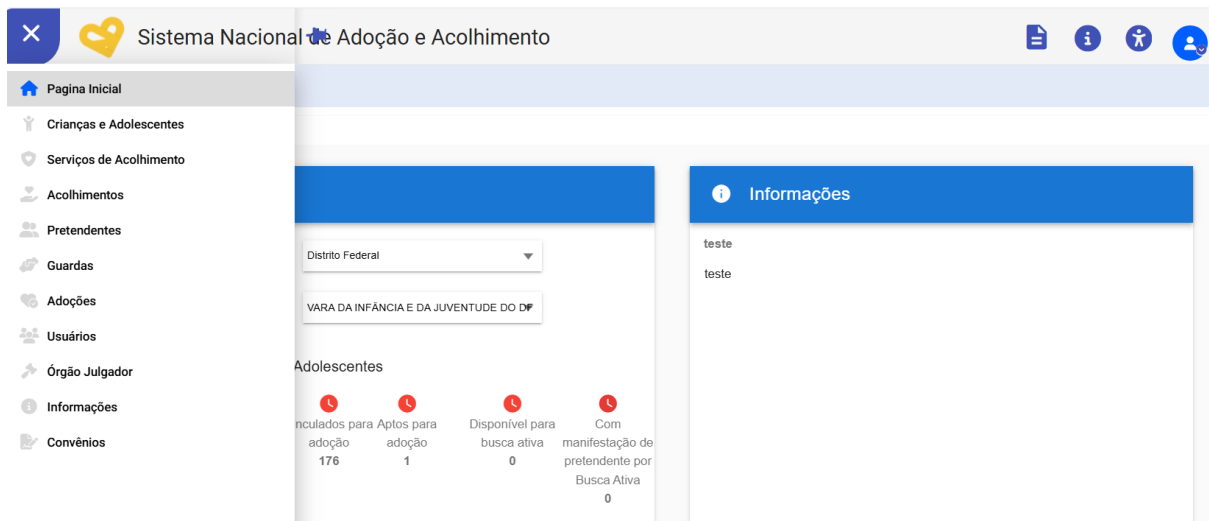 Sistema Nacional de Adoção e Acolhimento
Pagina Inicial
Crianças e Adolescentes
Serviços de Acolhimento
Acolhimentos
Pretendentes
Guardas
Adoções
Usuários
Órgão Julgador
Informações
Convênios
Distrito Federal
VARA DA INFÂNCIA E DA JUVENTUDE DO DF
Adolescentes
nculados para
adoção
176
Aptos para
adoção
1
Disponível para
busca ativa
0
Com
manifestação de
pretendente por
Busca Ativa
0
Informações
teste
teste